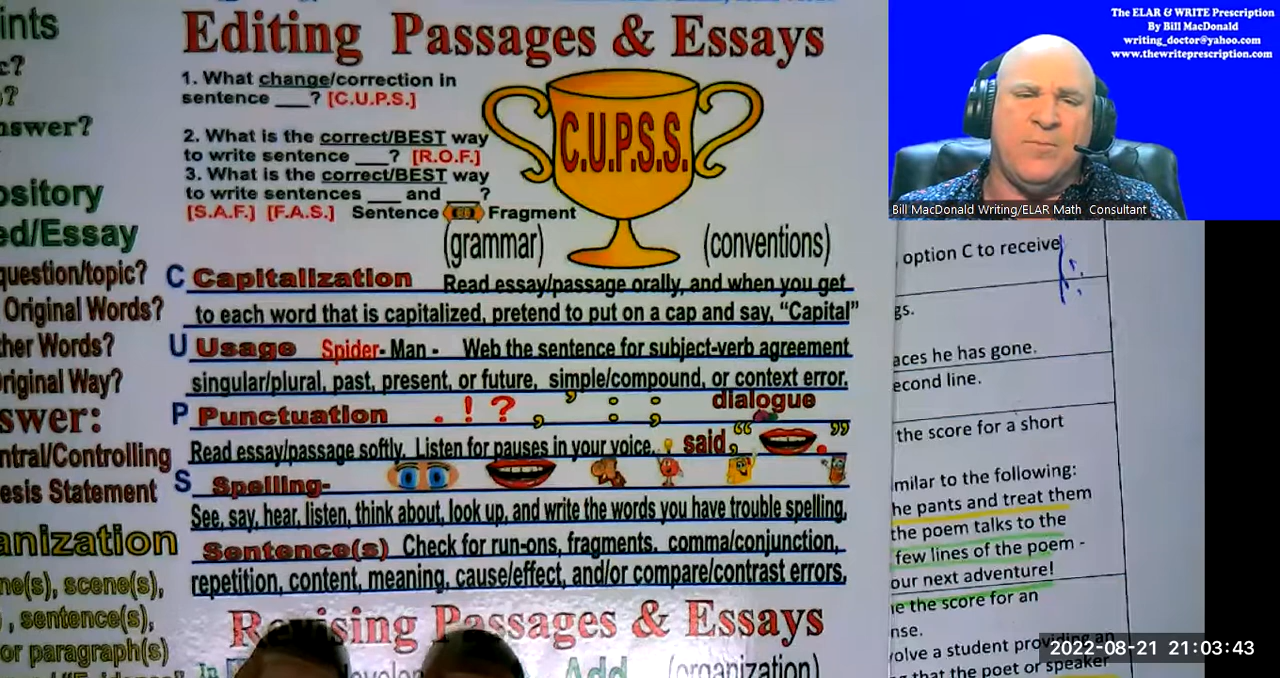 The ELAR & WRITE Prescription
By Bill MacDonald
writing_doctor@yahoo.com
www.thewriteprescription.com
Bill MacDonald Writing/ELAR Math Consultant
Editing Passages & Essays
1. What change/correction in
sentence ___? [C.U.P.S.]
2. What is the correct/BEST way
to write sentence ___? [R.O.F.]
3. What is the correct/BEST way
to write sentences ___ and ___?
[S.A.F.] [F.A.S.] Sentence Fragment
C.U.P.S.S.
(grammar) (conventions)
C Capitalization Read essay/passage orally, and when you get
to each word that is capitalized, pretend to put on a cap and say, “Capital”
U Usage Spider-Man - Web the sentence for subject-verb agreement
singular/plural, past, present, or future, simple/compound, or context error.
P Punctuation . ! ? , ’ : ; dialogue
Read essay/passage softly. Listen for pauses in your voice. said, “ . ”
S Spelling-
See, say, hear, listen, think about, look up, and write the words you have trouble spelling.
Sentence(s) Check for run-ons, fragments. comma/conjunction,
repetition, content, meaning, cause/effect, and/or compare/contrast errors.
Revising Passages & Essays
In Add (organization)
ints
c?
?
nswer?
ository
ed/Essay
question/topic?
Original Words?
ther Words?
Original Way?
swer:
ntral/Controlling
esis Statement
anization
ne(s), scene(s),
, sentence(s),
or paragraph(s)
option C to receive
gs.
aces he has gone.
econd line.
the score for a short
milar to the following:
he pants and treat them
the poem talks to the
few lines of the poem -
our next adventure!
e the score for an
nse.
volve a student providing an
that the poet or speaker
2022-08-21 21:03:43